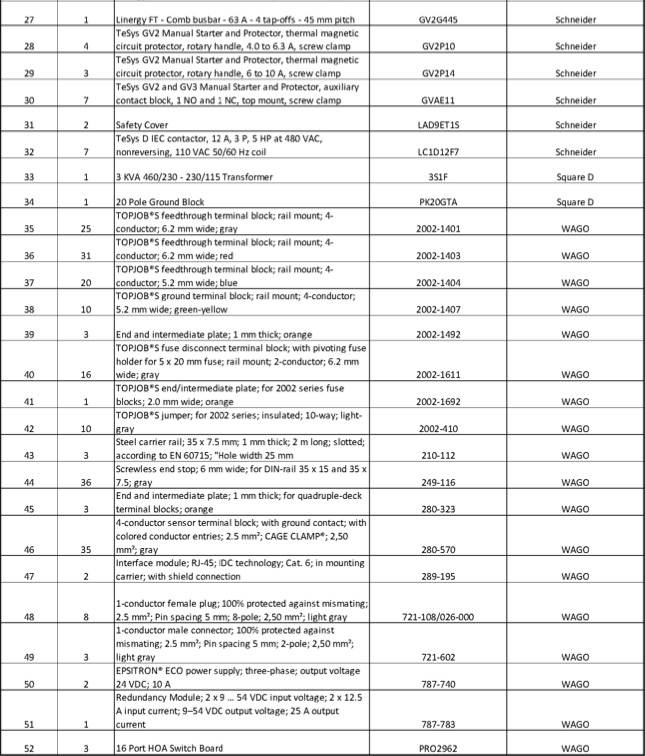 27 1 Linergy FT - Comb busbar - 63 A - 4 tap-offs - 45 mm pitch GV2G445 Schneider
TeSys GV2 Manual Starter and Protector, thermal magnetic
28 4 circuit protector, rotary handle, 4.0 to 6.3 A, screw clamp GV2P10 Schneider
TeSys GV2 Manual Starter and Protector, thermal magnetic
29 3 circuit protector, rotary handle, 6 to 10 A, screw clamp GV2P14 Schneider
TeSys GV2 and GV3 Manual Starter and Protector, auxiliary
30 7 contact block, 1 NO and 1 NC, top mount, screw clamp GVAE11 Schneider
31 2 Safety Cover LAD9ET1S Schneider
TeSys D IEC contactor, 12 A, 3 P, 5 HP at 480 VAC,
32 7 nonreversing, 110 VAC 50/60 Hz coil LC1D12F7 Schneider
33 1 3 KVA 460/230 - 230/115 Transformer 3S1F Square D
34 1 20 Pole Ground Block PK20GTA Square D
TOPJOB®S feedthrough terminal block; rail mount; 4-
35 25 conductor; 6.2 mm wide; gray 2002-1401 WAGO
TOPJOB®S feedthrough terminal block; rail mount; 4-
36 31 conductor; 6.2 mm wide; red 2002-1403 WAGO
TOPJOB®S feedthrough terminal block; rail mount; 4-
37 20 conductor; 5.2 mm wide; blue 2002-1404 WAGO
TOPJOB®S ground terminal block; rail mount; 4-conductor;
38 10 5.2 mm wide; green-yellow 2002-1407 WAGO
39 3 End and intermediate plate; 1 mm thick; orange 2002-1492 WAGO
TOPJOB®S fuse disconnect terminal block; with pivoting fuse
holder for 5 x 20 mm fuse; rail mount; 2-conductor; 6.2 mm
40 16 wide; gray 2002-1611 WAGO
TOPJOB®S end/intermediate plate; for 2002 series fuse
41 1 blocks; 2.0 mm wide; orange 2002-1692 WAGO
TOPJOB®S jumper; for 2002 series; insulated; 10-way; light-
42 10 gray 2002-410 WAGO
Steel carrier rail; 35 x 7.5 mm; 1 mm thick; 2 m long; slotted;
43 3 according to EN 60715; "Hole width 25 mm 210-112 WAGO
Screwless end stop; 6 mm wide; for DIN-rail 35 x 15 and 35 x
44 36 7.5; gray 249-116 WAGO
End and intermediate plate; 1 mm thick; for quadruple-deck
45 3 terminal blocks; orange 280-323 WAGO
4-conductor sensor terminal block; with ground contact; with
colored conductor entries; 2.5 mm²; CAGE CLAMP®; 2,50
46 35 mm²; gray 280-570 WAGO
Interface module; RJ-45; IDC technology; Cat. 6; in mounting
47 2 carrier; with shield connection 289-195 WAGO
1-conductor female plug; 100% protected against mismating;
48 8 2.5 mm²; Pin spacing 5 mm; 8-pole; 2,50 mm²; light gray 721-108/026-000 WAGO
1-conductor male connector; 100% protected against
mismating; 2.5 mm²; Pin spacing 5 mm; 2-pole; 2,50 mm²;
49 3 light gray 721-602 WAGO
EPSITRON® ECO power supply; three-phase; output voltage
50 2 24 VDC; 10 A 787-740 WAGO
Redundancy Module; 2 x 9 ... 54 VDC input voltage; 2 x 12.5
A input current; 9–54 VDC output voltage; 25 A output
51 1 current 787-783 WAGO
52 3 16 Port HOA Switch Board PRO2962 WAGO